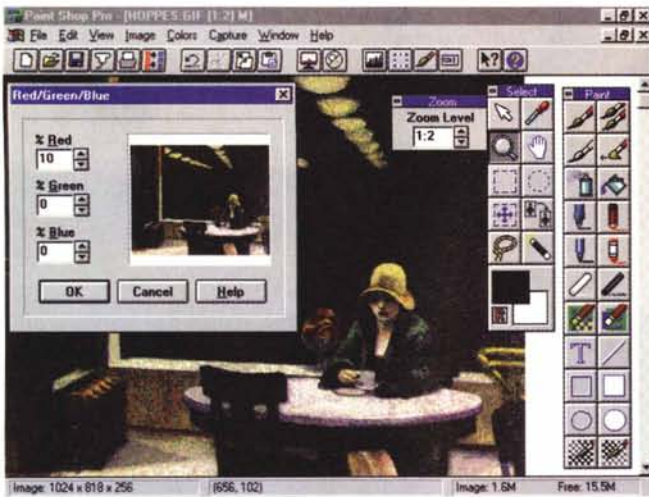 Paint Shop Pro - [HOPPES.GIF [1:2] M]
File Edit View Image Colors Capture Window Help
Red/Green/Blue
% Red
10
% Green
0
% Blue
0
OK Cancel Help
Zoom
Zoom Level
1:2
Select
Paint
T
Image: 1024 x 818 x 256 (656, 102) Image: 1.6M Free: 15.5M